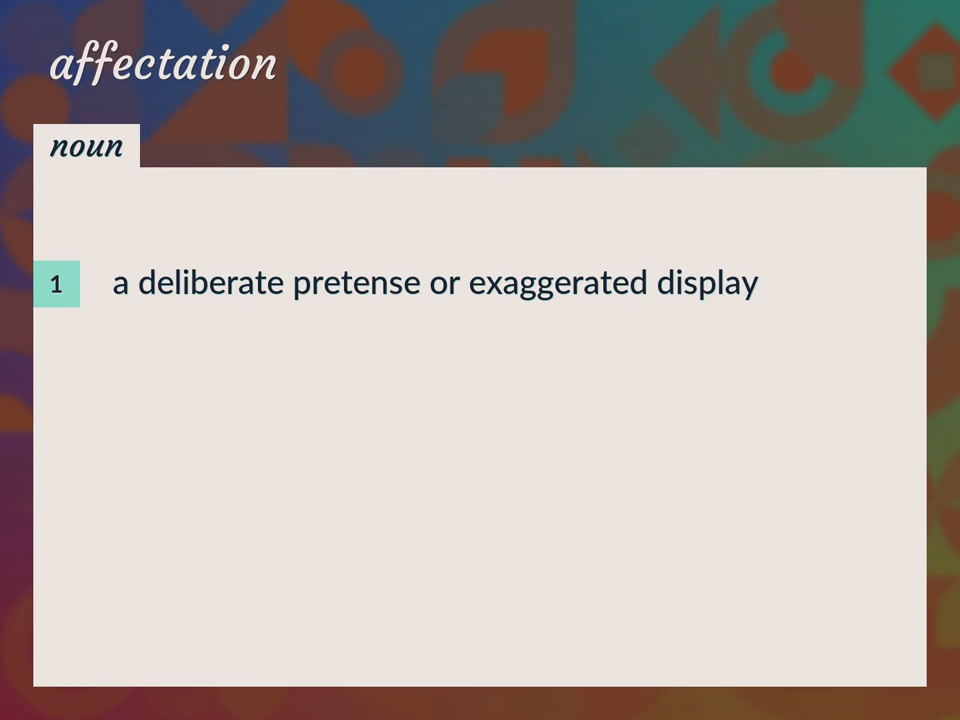 affectation
noun
1 a deliberate pretense or exaggerated display